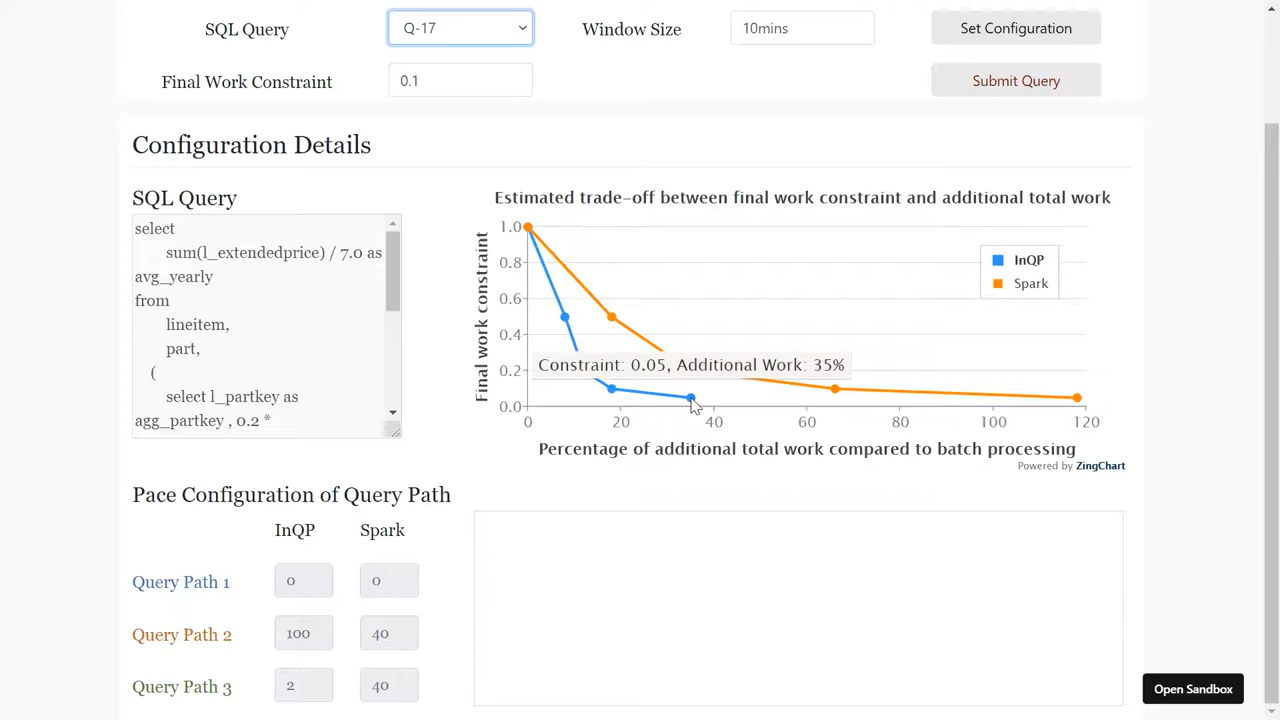 SQL Query
Q-17
Window Size
10mins
Set Configuration
Final Work Constraint
0.1
Submit Query
Configuration Details
SQL Query
select
sum(l_extendedprice) / 7.0 as
avg_yearly
from
lineitem,
part,
(
select l_partkey as
agg_partkey , 0.2 *
Estimated trade-off between final work constraint and additional total work
Final work constraint
1.0
0.8
0.6
0.4
0.2
0.0
InQP
Spark
Constraint: 0.05, Additional Work: 35%
0 20 40 60 80 100 120
Percentage of additional total work compared to batch processing
Powered by ZingChart
Pace Configuration of Query Path
InQP Spark
Query Path 1 0 0
Query Path 2 100 40
Query Path 3 2 40
Open Sandbox